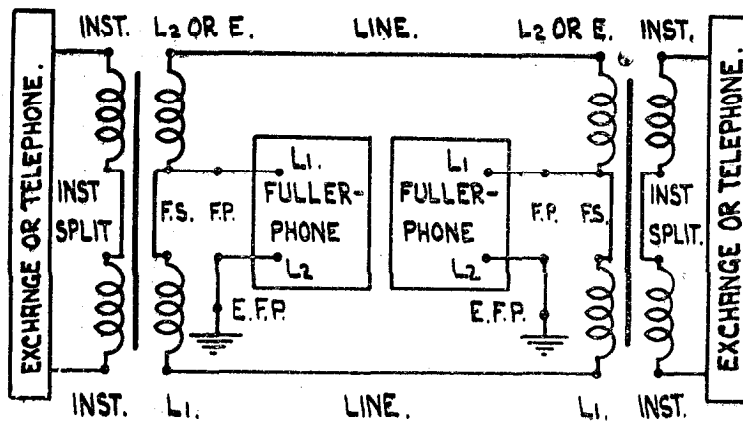 INST. L2 OR E. LINE. L2 OR E. INST.
EXCHANGE OR TELEPHONE.
INST
SPLIT
F.S. F.P.
L1.
FULLER-
PHONE
L2
E.F.P.
L1
FULLER-
PHONE
L2
F.P. F.S.
E.F.P.
INST
SPLIT.
EXCHANGE OR TELEPHONE.
INST. L1. LINE. L1. INST.